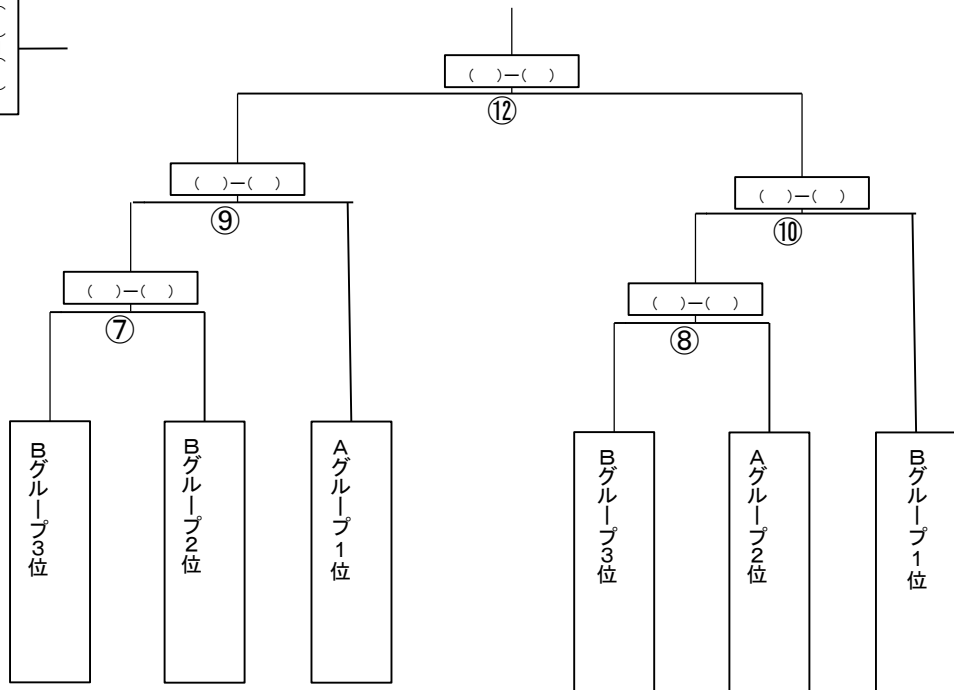 ( )―( )
⑫
( )―( )
⑨
( )―( )
⑩
( )―( )
⑦
( )―( )
⑧
Bグループ3位
Bグループ2位
Aグループ1位
Bグループ3位
Aグループ2位
Bグループ1位